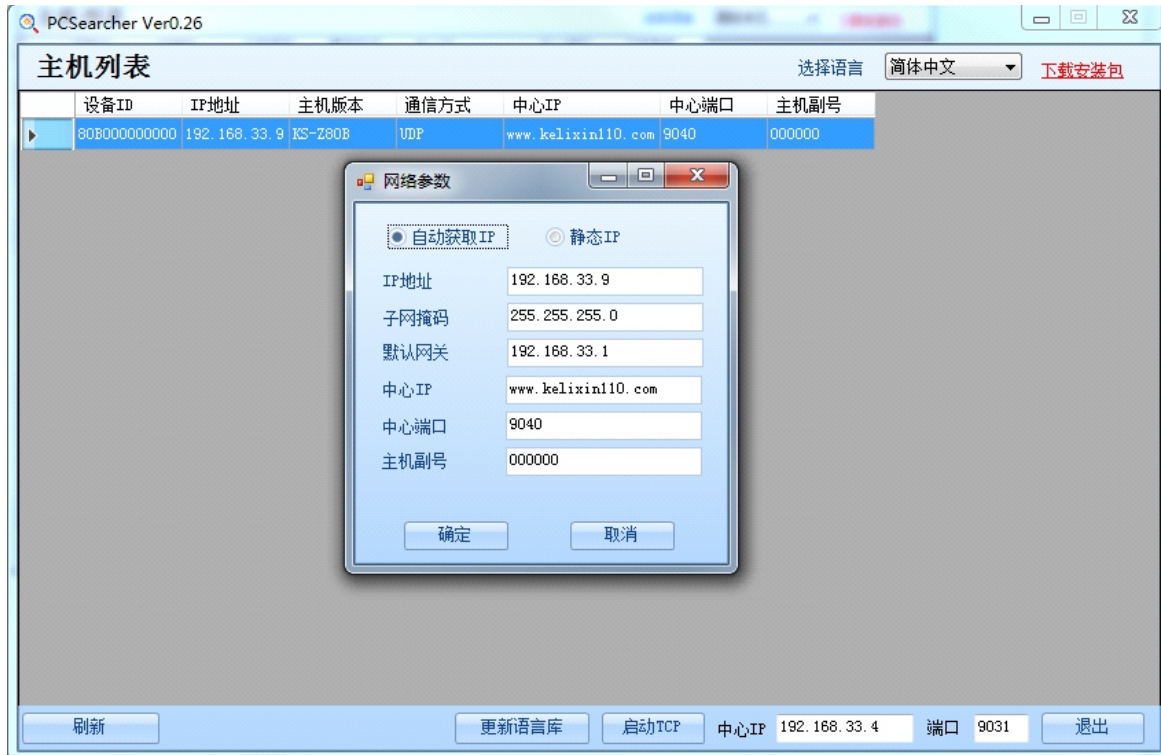 PCSearcher Ver0.26
主机列表
选择语言 简体中文 下载安装包
设备ID IP地址 主机版本 通信方式 中心IP 中心端口 主机副号
80B000000000 192.168.33.9 KS-Z80B UDP www.kelixin110.com 9040 000000
网络参数
自动获取IP 静态IP
IP地址 192.168.33.9
子网掩码 255.255.255.0
默认网关 192.168.33.1
中心IP www.kelixin110.com
中心端口 9040
主机副号 000000
确定 取消
刷新 更新语言库 启动TCP 中心IP 192.168.33.4 端口 9031 退出